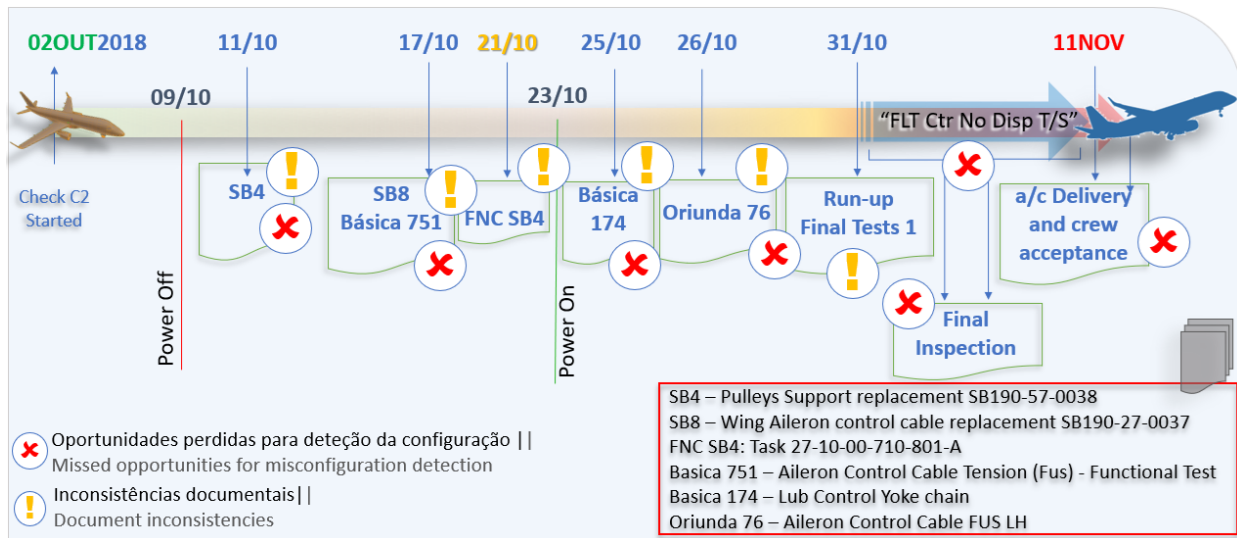 02OUT2018
11/10
17/10
21/10
25/10
26/10
31/10
11NOV
09/10
23/10
“FLT Ctr No Disp T/S”
Check C2
Started
SB4
SB8
Básica 751
FNC SB4
Básica
174
Oriunda 76
Run-up
Final Tests 1
a/c Delivery
and crew
acceptance
Power Off
Power On
Final
Inspection
SB4 – Pulleys Support replacement SB190-57-0038
SB8 – Wing Aileron control cable replacement SB190-27-0037
FNC SB4: Task 27-10-00-710-801-A
Basica 751 – Aileron Control Cable Tension (Fus) - Functional Test
Basica 174 – Lub Control Yoke chain
Oriunda 76 – Aileron Control Cable FUS LH
Oportunidades perdidas para deteção da configuração ||
Missed opportunities for misconfiguration detection
Inconsistências documentais||
Document inconsistencies